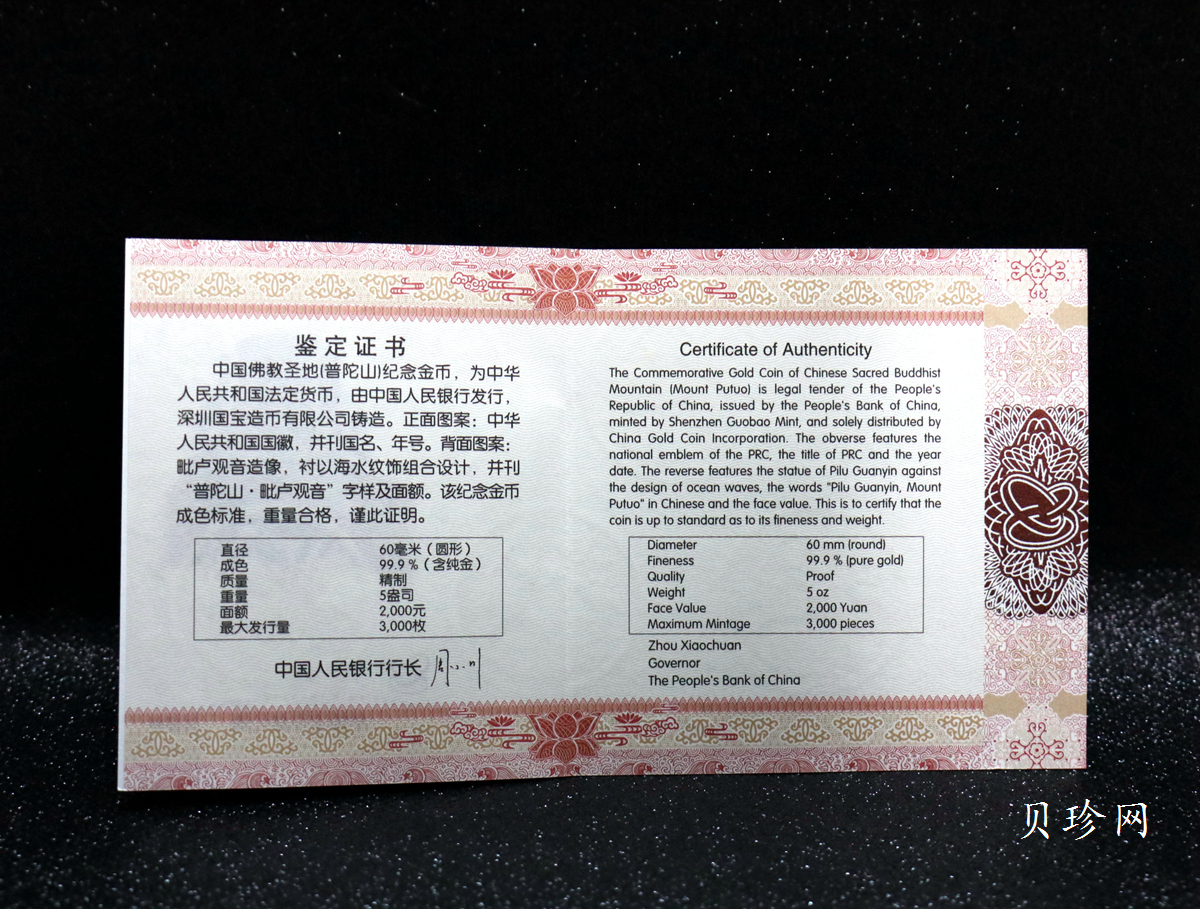 鉴定证书
中国佛教圣地(普陀山)纪念金币，为中华
人民共和国法定货币，由中国人民银行发行，
深圳国宝造币有限公司铸造。正面图案：中华
人民共和国国徽，并刊国名、年号。背面图案：
毗卢观音造像，衬以海水纹饰组合设计，并刊
“普陀山·毗卢观音”字样及面额。该纪念金币
成色标准，重量合格，谨此证明。
直径 60毫米（圆形）
成色 99.9 %（含纯金）
质量 精制
重量 5盎司
面额 2,000元
最大发行量 3,000枚
中国人民银行行长 周小川
Certificate of Authenticity
The Commemorative Gold Coin of Chinese Sacred Buddhist
Mountain (Mount Putuo) is legal tender of the People's
Republic of China, issued by the People's Bank of China,
minted by Shenzhen Guobao Mint, and solely distributed by
China Gold Coin Incorporation. The obverse features the
national emblem of the PRC, the title of PRC and the year
date. The reverse features the statue of Pilu Guanyin against
the design of ocean waves, the words "Pilu Guanyin, Mount
Putuo" in Chinese and the face value. This is to certify that the
coin is up to standard as to its fineness and weight.
Diameter 60 mm (round)
Fineness 99.9 % (pure gold)
Quality Proof
Weight 5 oz
Face Value 2,000 Yuan
Maximum Mintage 3,000 pieces
Zhou Xiaochuan
Governor
The People's Bank of China
贝珍网